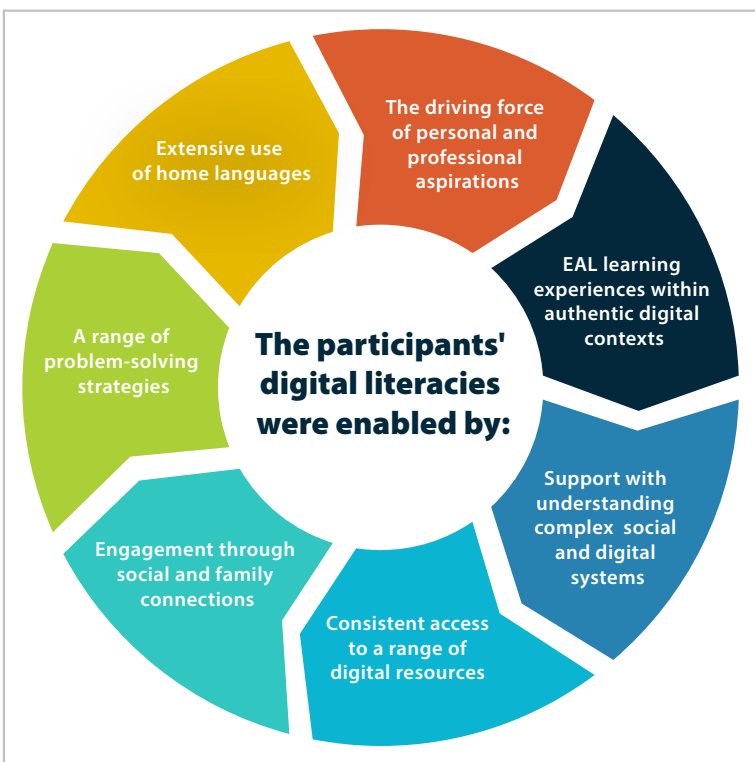 The participants'
digital literacies
were enabled by:
The driving force
of personal and
professional
aspirations
EAL learning
experiences within
authentic digital
contexts
Support with
understanding
complex social
and digital
systems
Consistent access
to a range of
digital resources
Engagement through
social and family
connections
A range of
problem-solving
strategies
Extensive use
of home languages